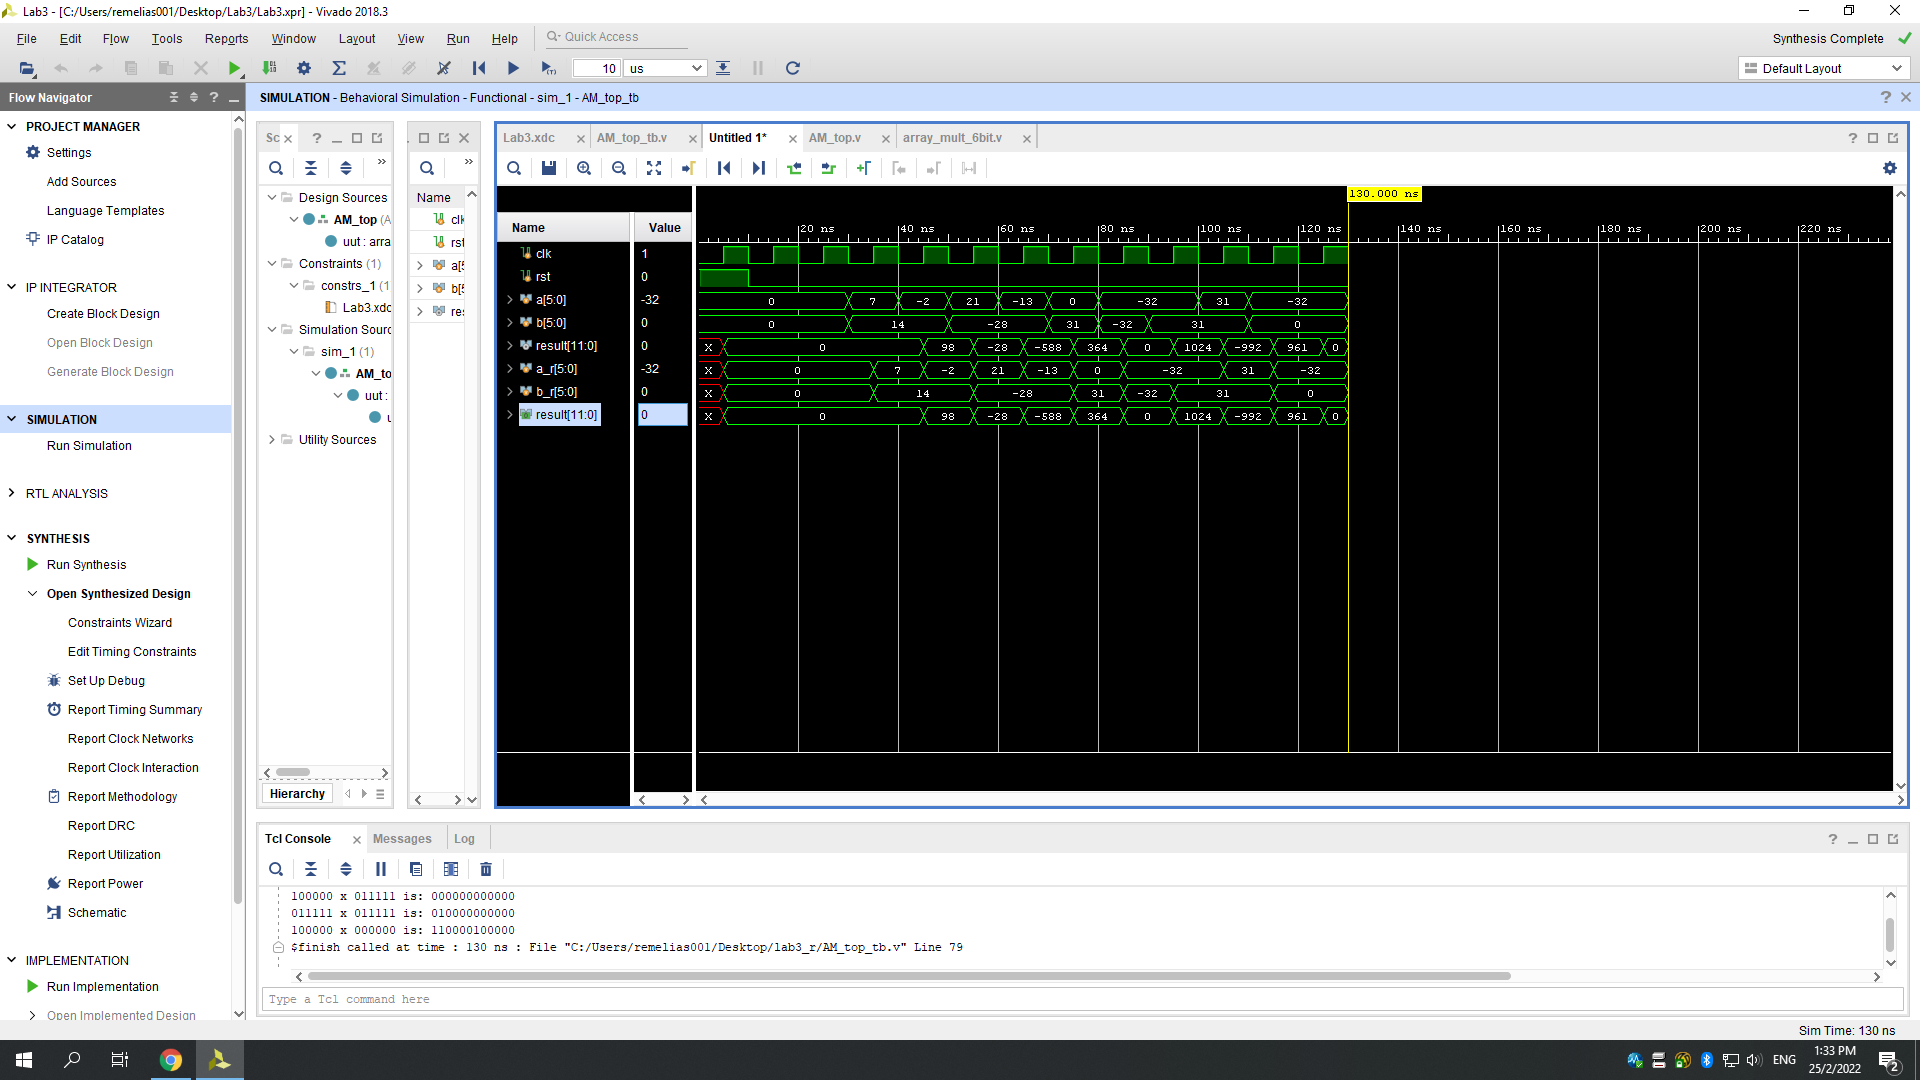 Lab3 - [C:/Users/remelias001/Desktop/Lab3/Lab3.xpr] - Vivado 2018.3
File Edit Flow Tools Reports Window Layout View Run Help Quick Access
Synthesis Complete
10 us
Default Layout
Flow Navigator
PROJECT MANAGER
Settings
Add Sources
Language Templates
IP Catalog
IP INTEGRATOR
Create Block Design
Open Block Design
Generate Block Design
SIMULATION
Run Simulation
RTL ANALYSIS
SYNTHESIS
Run Synthesis
Open Synthesized Design
Constraints Wizard
Edit Timing Constraints
Set Up Debug
Report Timing Summary
Report Clock Networks
Report Clock Interaction
Report Methodology
Report DRC
Report Utilization
Report Power
Schematic
IMPLEMENTATION
Run Implementation
Open Implemented Design
SIMULATION - Behavioral Simulation - Functional - sim_1 - AM_top_tb
Sc
Design Sources
AM_top (A
uut : arra
Constraints (1)
constrs_1 (1
Lab3.xdc
Simulation Sourc
sim_1 (1)
AM_to
uut :
u
Utility Sources
Hierarchy
Name
clk
rst
a[5
b[5
res
Lab3.xdc AM_top_tb.v Untitled 1* AM_top.v array_mult_6bit.v
130.000 ns
Name Value
20 ns 40 ns 60 ns 80 ns 100 ns 120 ns 140 ns 160 ns 180 ns 200 ns 220 ns
clk 1
rst 0
a[5:0] -32 0 7 -2 21 -13 0 -32 31 -32
b[5:0] 0 0 14 -28 31 -32 31 0
result[11:0] 0 X 0 98 -28 -588 364 0 1024 -992 961 0
a_r[5:0] -32 X 0 7 -2 21 -13 0 -32 31 -32
b_r[5:0] 0 X 0 14 -28 31 -32 31 0
result[11:0] 0 X 0 98 -28 -588 364 0 1024 -992 961 0
Tcl Console Messages Log
100000 x 011111 is: 000000000000
011111 x 011111 is: 010000000000
100000 x 000000 is: 110000100000
$finish called at time : 130 ns : File "C:/Users/remelias001/Desktop/lab3_r/AM_top_tb.v" Line 79
Type a Tcl command here
Sim Time: 130 ns
ENG
1:33 PM
25/2/2022
2